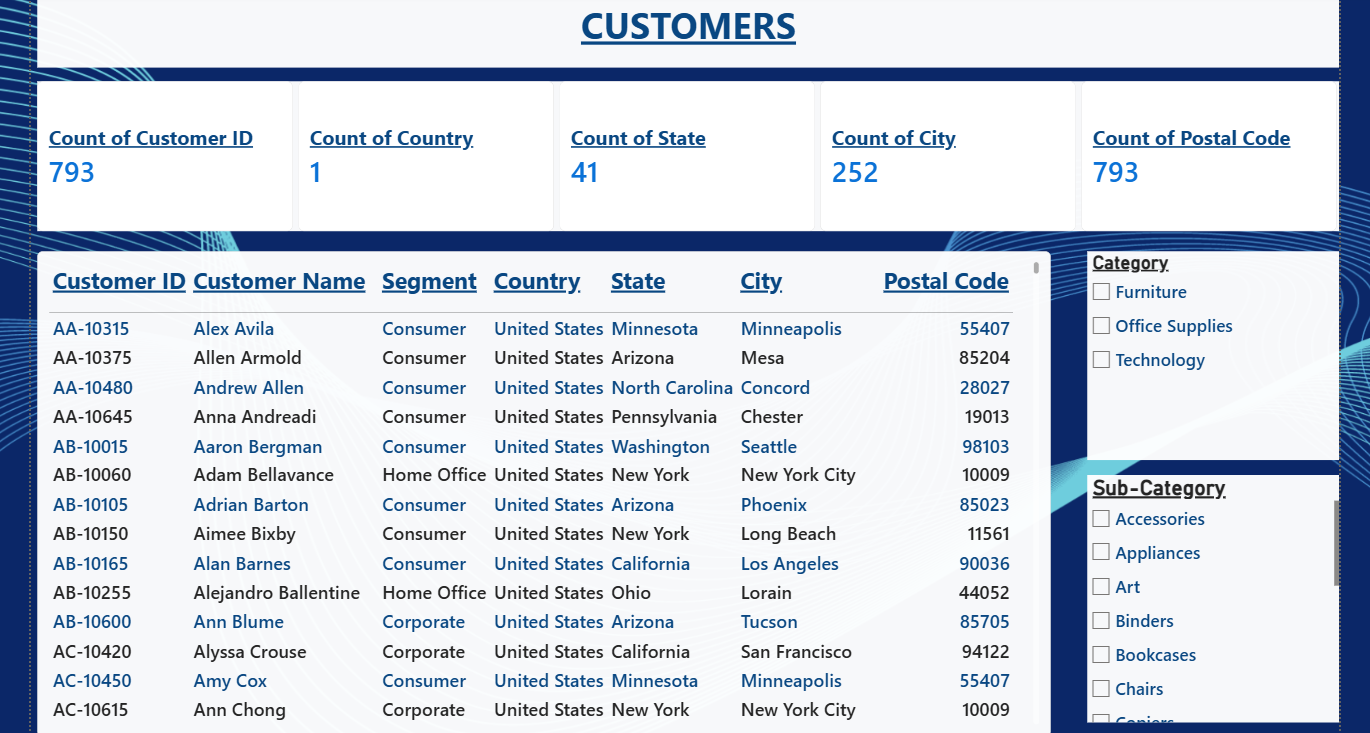 CUSTOMERS
Count of Customer ID
793
Count of Country
1
Count of State
41
Count of City
252
Count of Postal Code
793
Customer ID Customer Name Segment Country State City Postal Code
AA-10315 Alex Avila Consumer United States Minnesota Minneapolis 55407
AA-10375 Allen Armold Consumer United States Arizona Mesa 85204
AA-10480 Andrew Allen Consumer United States North Carolina Concord 28027
AA-10645 Anna Andreadi Consumer United States Pennsylvania Chester 19013
AB-10015 Aaron Bergman Consumer United States Washington Seattle 98103
AB-10060 Adam Bellavance Home Office United States New York New York City 10009
AB-10105 Adrian Barton Consumer United States Arizona Phoenix 85023
AB-10150 Aimee Bixby Consumer United States New York Long Beach 11561
AB-10165 Alan Barnes Consumer United States California Los Angeles 90036
AB-10255 Alejandro Ballentine Home Office United States Ohio Lorain 44052
AB-10600 Ann Blume Corporate United States Arizona Tucson 85705
AC-10420 Alyssa Crouse Corporate United States California San Francisco 94122
AC-10450 Amy Cox Consumer United States Minnesota Minneapolis 55407
AC-10615 Ann Chong Corporate United States New York New York City 10009
Category
Furniture
Office Supplies
Technology
Sub-Category
Accessories
Appliances
Art
Binders
Bookcases
Chairs
Copiers